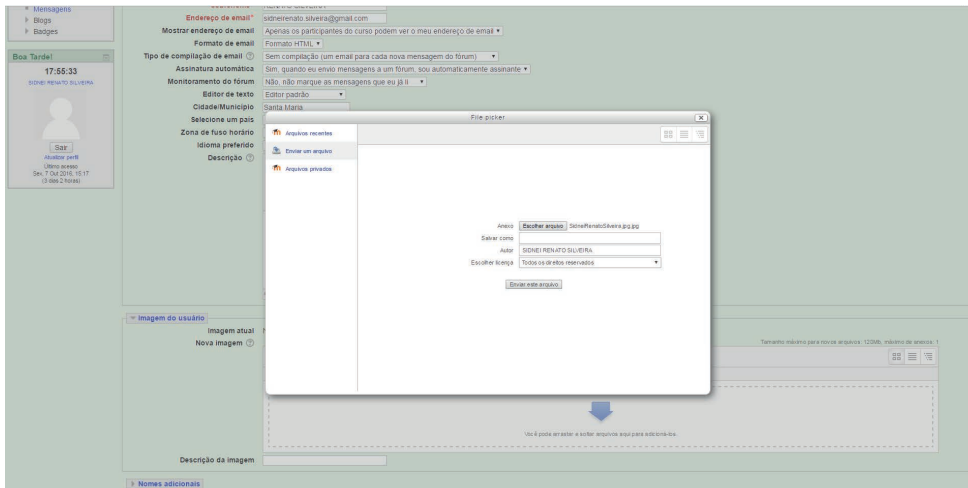 Mensagens
Blogs
Badges
Boa Tarde!
17:55:33
SIDNEI RENATO SILVEIRA
Sair
Atualizar perfil
Último acesso
Sex, 7 Out 2016, 15:17
(3 dias 2 horas)
Endereço de email* sidneirenato.silveira@gmail.com
Mostrar endereço de email Apenas os participantes do curso podem ver o meu endereço de email
Formato de email Formato HTML
Tipo de compilação de email Sem compilação (um email para cada nova mensagem do fórum)
Assinatura automática Sim, quando eu envio mensagens a um fórum, sou automaticamente assinante
Monitoramento do fórum Não, não marque as mensagens que eu já li
Editor de texto Editor padrão
Cidade/Município Santa Maria
Selecione um país
Zona de fuso horário
Idioma preferido
Descrição
File picker
Arquivos recentes
Enviar um arquivo
Arquivos privados
Anexo Escolher arquivo SidneiRenatoSilveira.jpg.jpg
Salvar como
Autor SIDNEI RENATO SILVEIRA
Escolher licença Todos os direitos reservados
Enviar este arquivo
Imagem do usuário
Imagem atual
Nova imagem
Tamanho máximo para novos arquivos: 120Mb, máximo de anexos: 1
Você pode arrastar e soltar arquivos aqui para adicioná-los
Descrição da imagem
Nomes adicionais